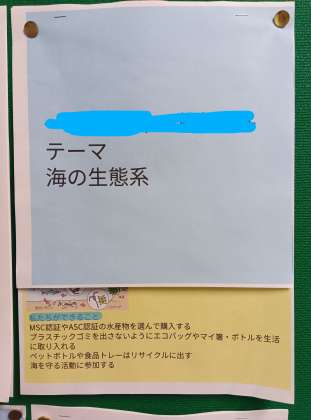 テーマ
海の生態系
私たちができること
MSC認証やASC認証の水産物を選んで購入する
プラスチックゴミを出さないようにエコバッグやマイ箸・ボトルを生活
に取り入れる
ペットボトルや食品トレーはリサイクルに出す
海を守る活動に参加する